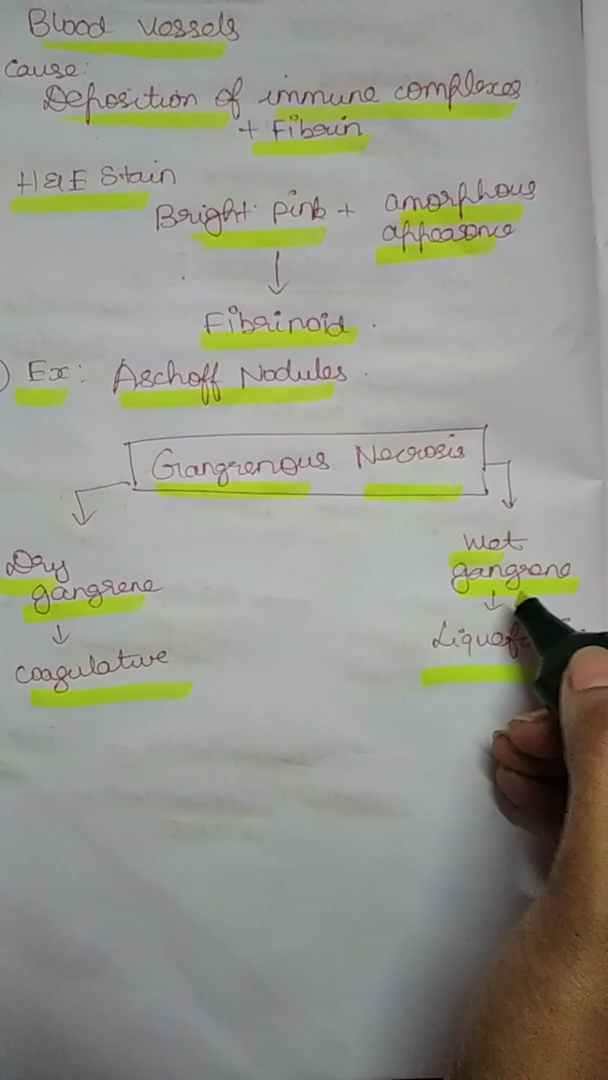 Blood vessels
Cause:
Deposition of immune complexes
+ Fibrin
H&E Stain
Bright pink + amorphous
appearance
Fibrinoid.
) Ex: Aschoff Nodules.
Gangrenous Necrosis
Dry
gangrene
coagulative
Wet
gangrene